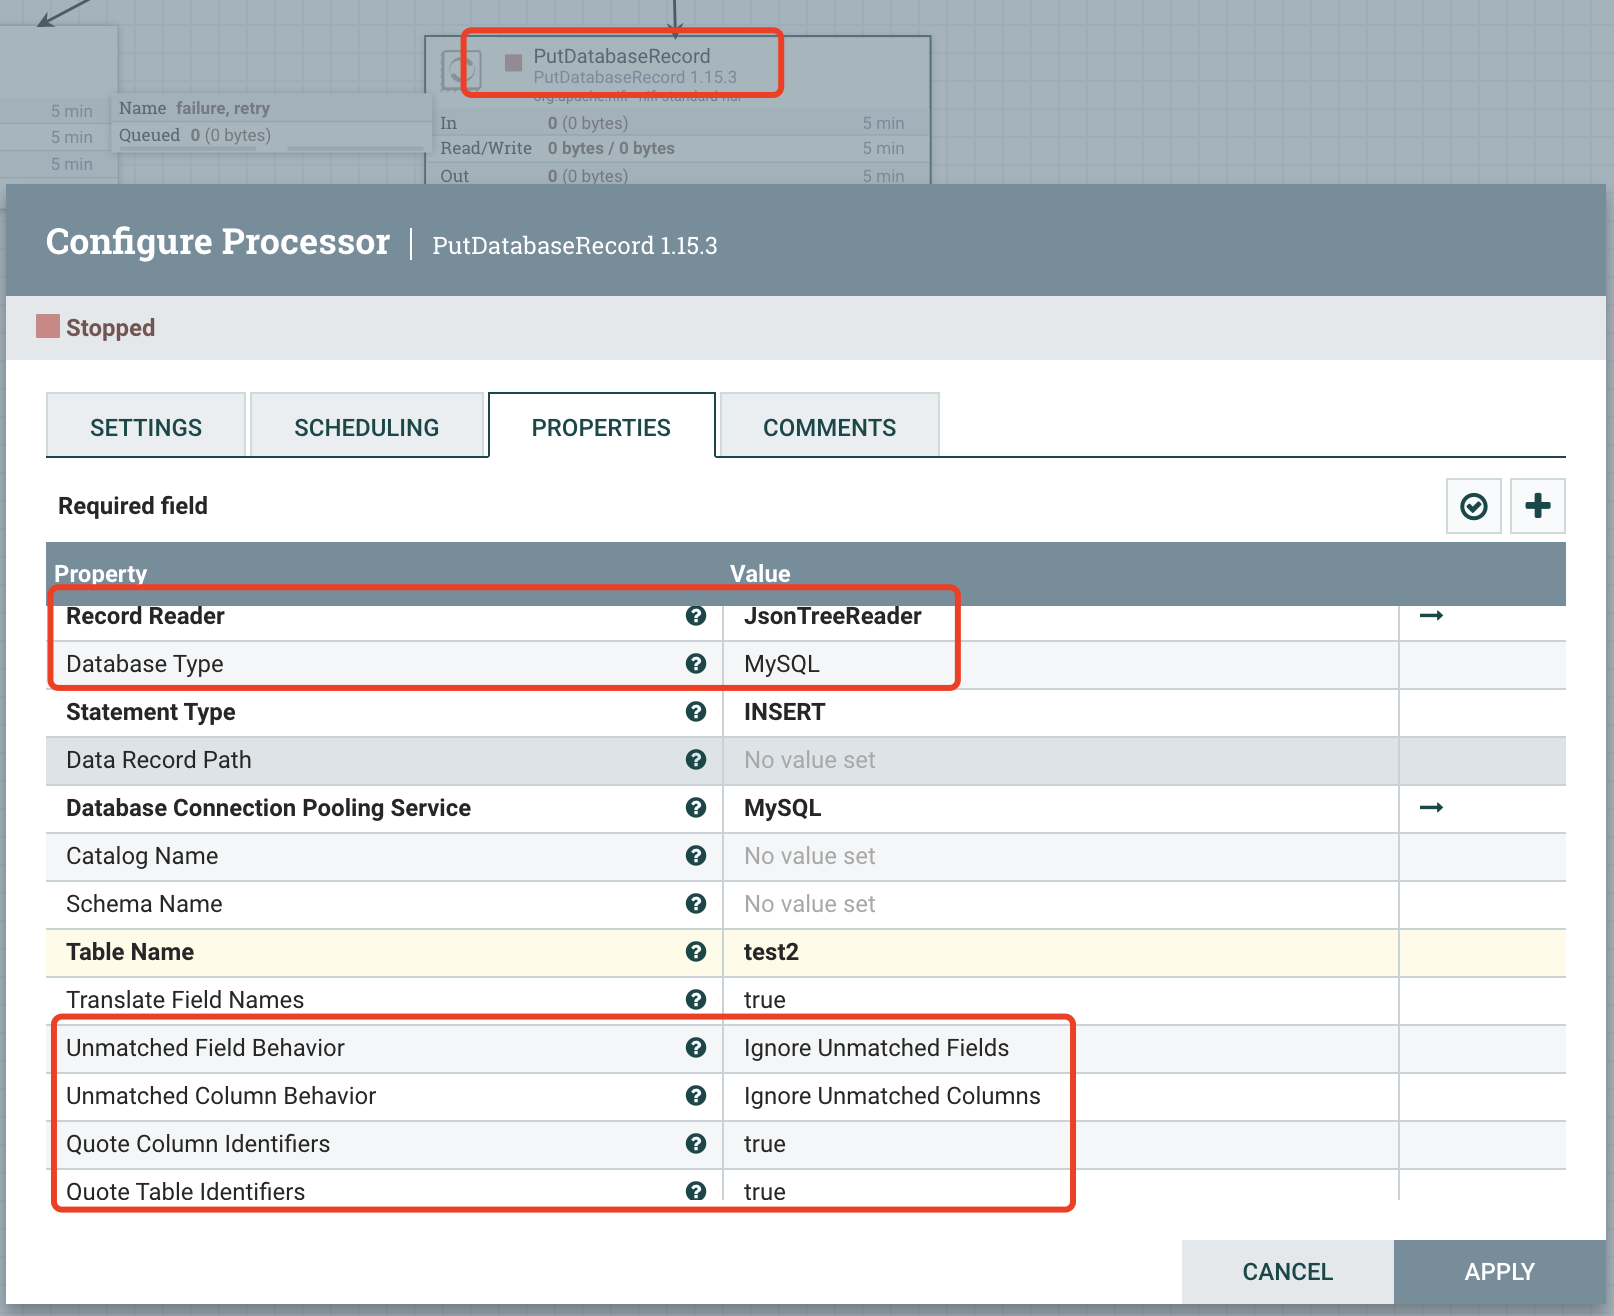 PutDatabaseRecord
PutDatabaseRecord 1.15.3
org.apache.nifi - nifi-standard-nar
5 min
5 min
5 min
Name failure, retry
Queued 0 (0 bytes)
In 0 (0 bytes) 5 min
Read/Write 0 bytes / 0 bytes 5 min
Out 0 (0 bytes) 5 min
Configure Processor | PutDatabaseRecord 1.15.3
Stopped
SETTINGS SCHEDULING PROPERTIES COMMENTS
Required field
Property Value
Record Reader JsonTreeReader
Database Type MySQL
Statement Type INSERT
Data Record Path No value set
Database Connection Pooling Service MySQL
Catalog Name No value set
Schema Name No value set
Table Name test2
Translate Field Names true
Unmatched Field Behavior Ignore Unmatched Fields
Unmatched Column Behavior Ignore Unmatched Columns
Quote Column Identifiers true
Quote Table Identifiers true
CANCEL APPLY